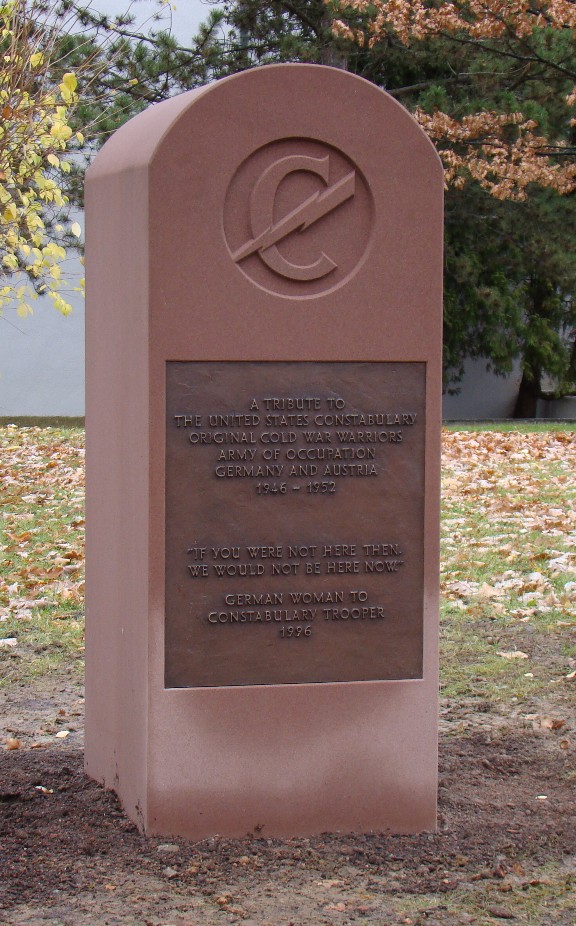 C
A TRIBUTE TO
THE UNITED STATES CONSTABULARY
ORIGINAL COLD WAR WARRIORS
ARMY OF OCCUPATION
GERMANY AND AUSTRIA
1946 – 1952
"IF YOU WERE NOT HERE THEN,
WE WOULD NOT BE HERE NOW."
GERMAN WOMAN TO
CONSTABULARY TROOPER
1996